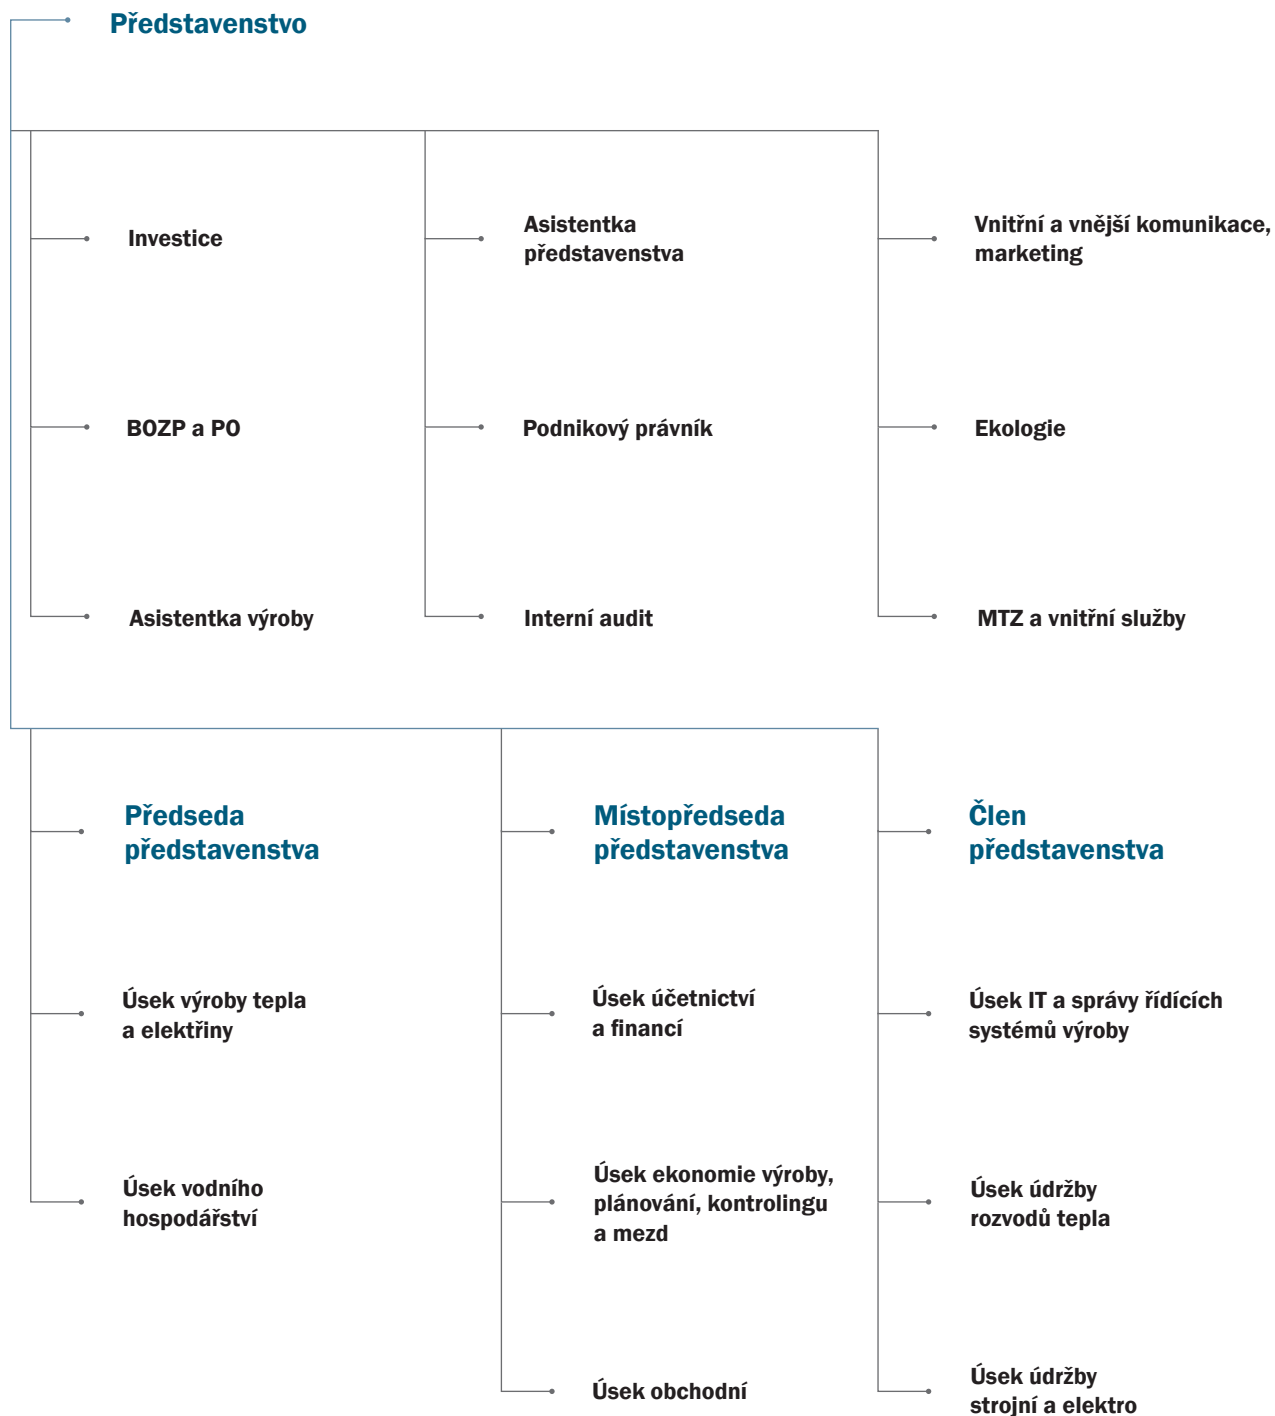 Představenstvo
Investice
Asistentka
představenstva
Vnitřní a vnější komunikace,
marketing
BOZP a PO
Podnikový právník
Ekologie
Asistentka výroby
Interní audit
MTZ a vnitřní služby
Předseda
představenstva
Místopředseda
představenstva
Člen
představenstva
Úsek výroby tepla
a elektřiny
Úsek účetnictví
a financí
Úsek IT a správy řídících
systémů výroby
Úsek vodního
hospodářství
Úsek ekonomie výroby,
plánování, kontrolingu
a mezd
Úsek údržby
rozvodů tepla
Úsek obchodní
Úsek údržby
strojní a elektro